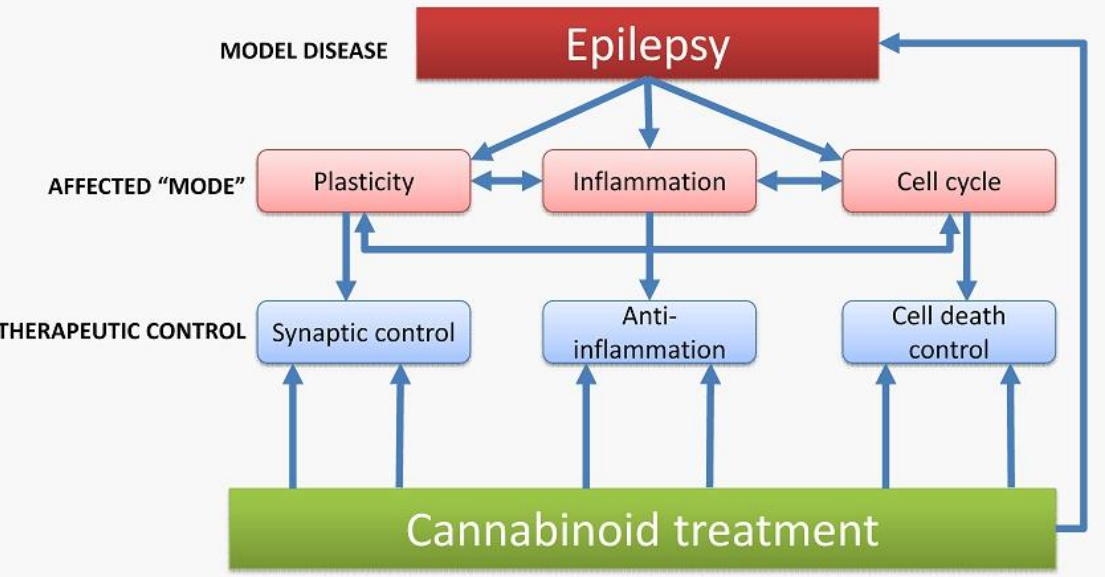 MODEL DISEASE
Epilepsy
AFFECTED “MODE”
Plasticity
Inflammation
Cell cycle
THERAPEUTIC CONTROL
Synaptic control
Anti-
inflammation
Cell death
control
Cannabinoid treatment